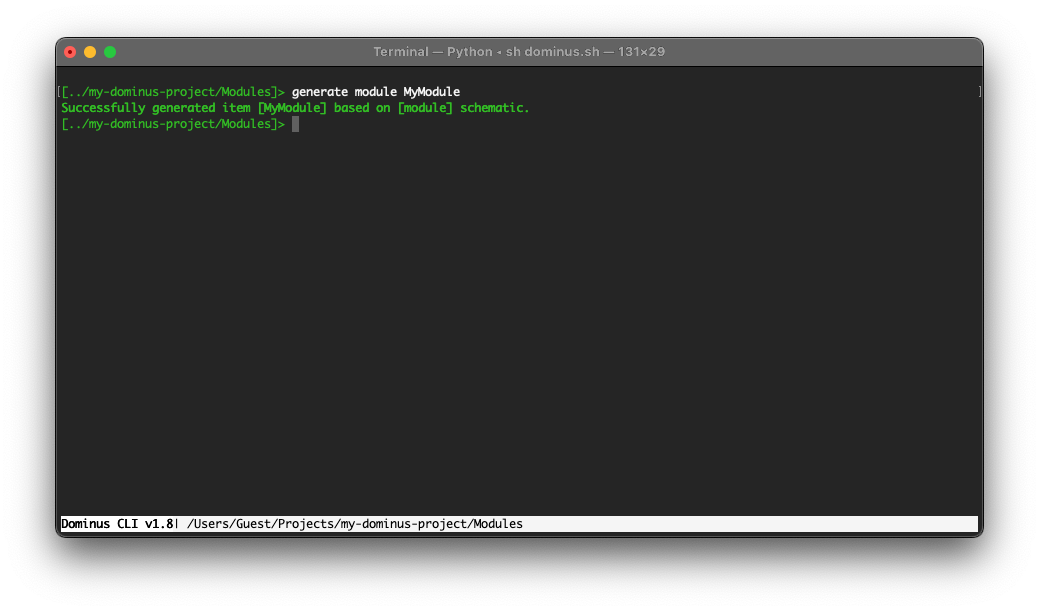 Terminal — Python ◂ sh dominus.sh — 131×29
[[../my-dominus-project/Modules]> generate module MyModule ]
Successfully generated item [MyModule] based on [module] schematic.
[../my-dominus-project/Modules]>
Dominus CLI v1.8| /Users/Guest/Projects/my-dominus-project/Modules